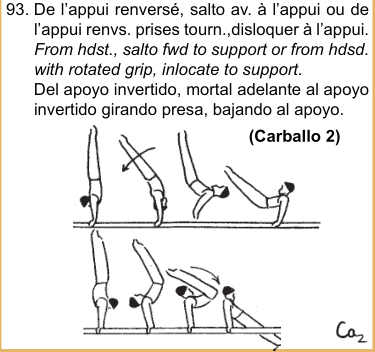 93. De l'appui renversé, salto av. à l'appui ou de
l'appui renvs. prises tourn.,disloquer à l'appui.
From hdst., salto fwd to support or from hdsd.
with rotated grip, inlocate to support.
Del apoyo invertido, mortal adelante al apoyo
invertido girando presa, bajando al apoyo.
(Carballo 2)
Ca2